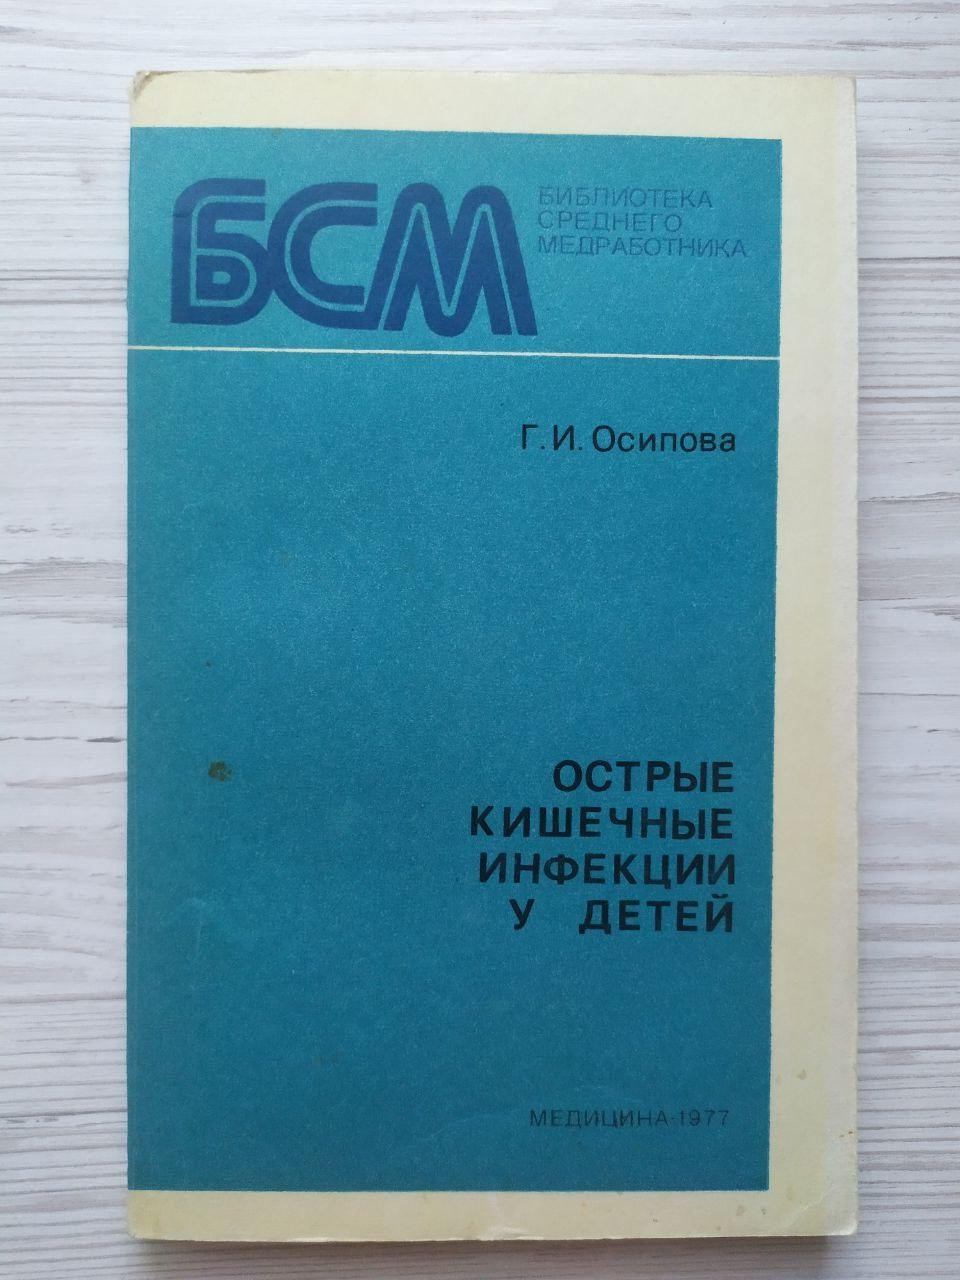 БСМ
БИБЛИОТЕКА
СРЕДНЕГО
МЕДРАБОТНИКА
Г. И. Осипова
ОСТРЫЕ
КИШЕЧНЫЕ
ИНФЕКЦИИ
У ДЕТЕЙ
МЕДИЦИНА·1977